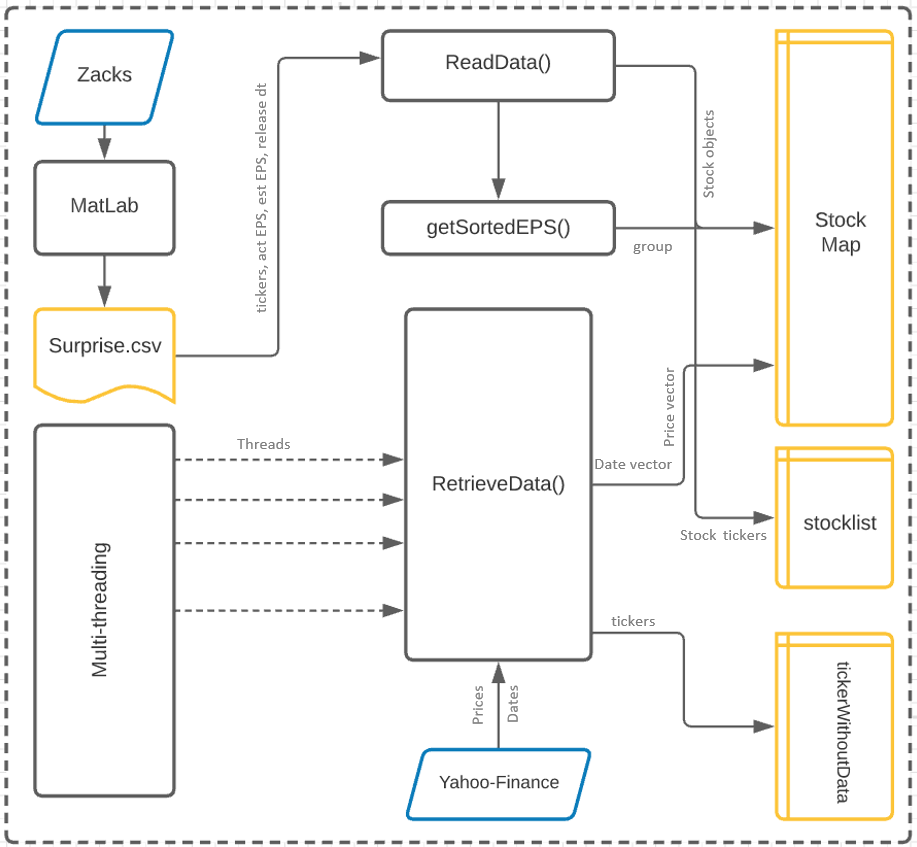 Zacks
MatLab
Surprise.csv
tickers, act EPS, est EPS, release dt
ReadData()
getSortedEPS()
group
Stock objects
Stock
Map
Multi-threading
Threads
RetrieveData()
Date vector
Price vector
Stock tickers
stocklist
tickers
tickerWithoutData
Prices
Dates
Yahoo-Finance